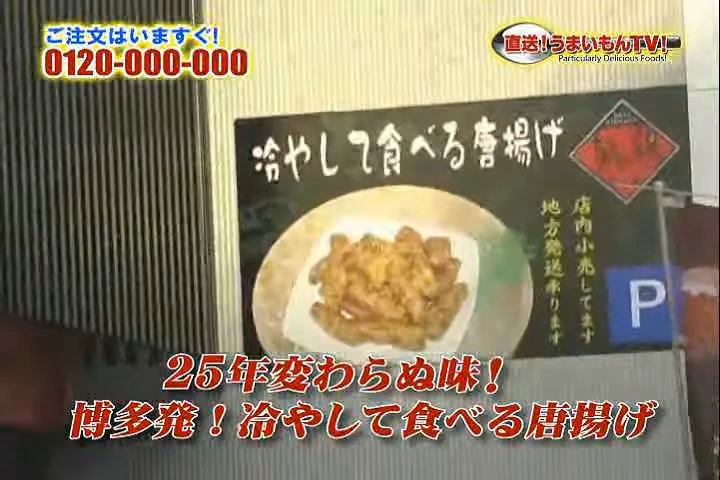 ご注文はいますぐ!
0120-000-000
直送!うまいもんTV!
Particularly Delicious Foods!
冷やして食べる唐揚げ
店内小売してます
地方発送承ります
P
25年変わらぬ味!
博多発!冷やして食べる唐揚げ